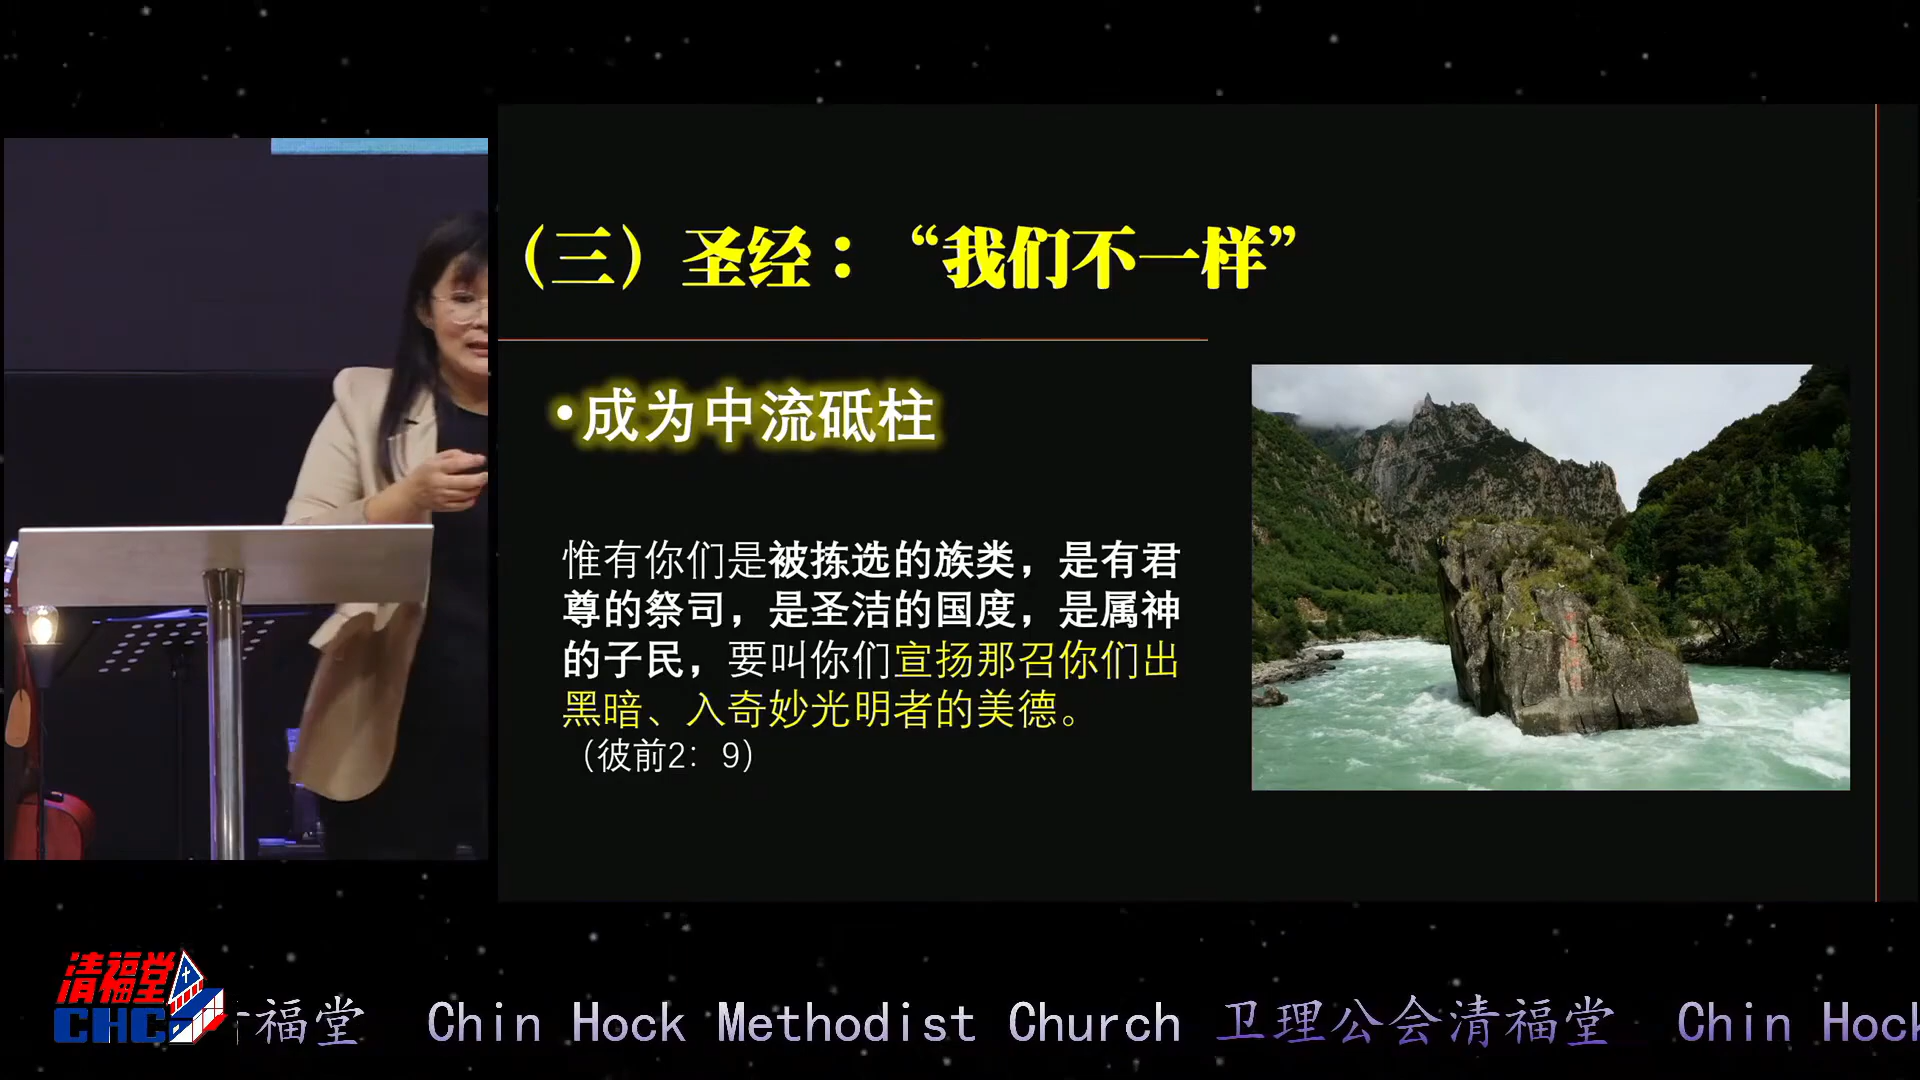 （三）圣经：“我们不一样”
•成为中流砥柱
惟有你们是被拣选的族类，是有君
尊的祭司，是圣洁的国度，是属神
的子民，要叫你们宣扬那召你们出
黑暗、入奇妙光明者的美德。
（彼前2：9）
清福堂
CHC
福堂 Chin Hock Methodist Church 卫理公会清福堂 Chin Hock